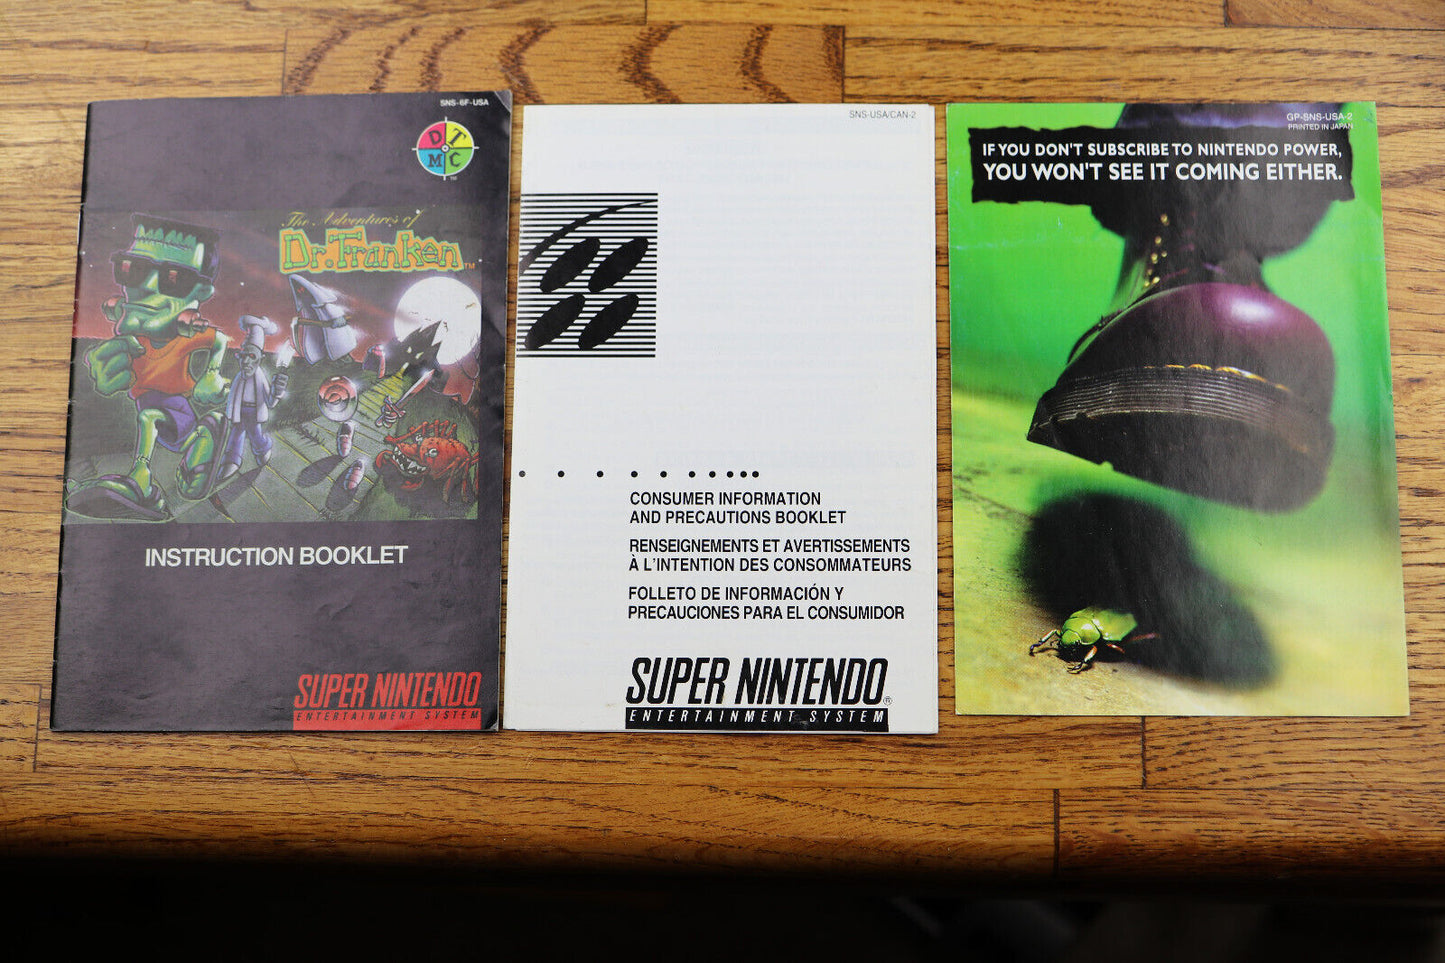 SNS-6F-USA
D T
M C
TM
The Adventures of
Dr. Franken TM
INSTRUCTION BOOKLET
SUPER NINTENDO
ENTERTAINMENT SYSTEM
SNS-USA/CAN-2
CONSUMER INFORMATION
AND PRECAUTIONS BOOKLET
RENSEIGNEMENTS ET AVERTISSEMENTS
À L'INTENTION DES CONSOMMATEURS
FOLLETO DE INFORMACIÓN Y
PRECAUCIONES PARA EL CONSUMIDOR
SUPER NINTENDO®
ENTERTAINMENT SYSTEM
GP-SNS-USA-2
PRINTED IN JAPAN
IF YOU DON'T SUBSCRIBE TO NINTENDO POWER,
YOU WON'T SEE IT COMING EITHER.